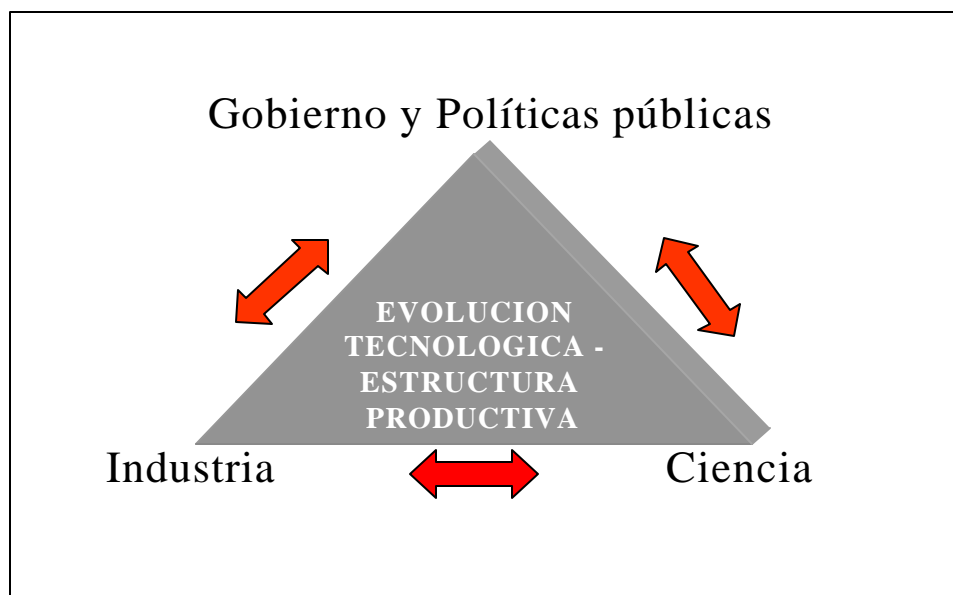 Gobierno y Políticas públicas
EVOLUCION
TECNOLOGICA -
ESTRUCTURA
PRODUCTIVA
Industria
Ciencia